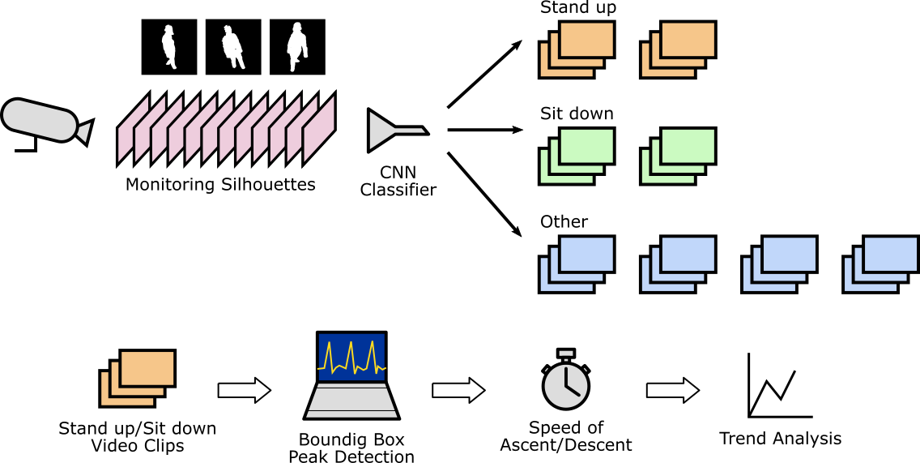 Stand up
Sit down
Monitoring Silhouettes
CNN
Classifier
Other
Stand up/Sit down
Video Clips
Boundig Box
Peak Detection
Speed of
Ascent/Descent
Trend Analysis